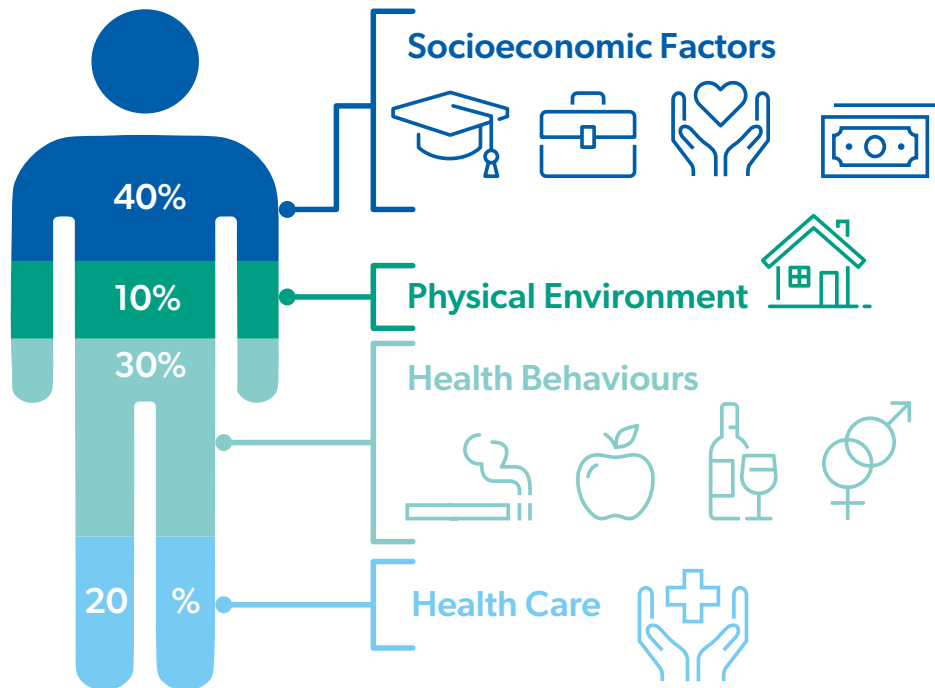 Socioeconomic Factors
40%
10%
Physical Environment
30%
Health Behaviours
20 %
Health Care